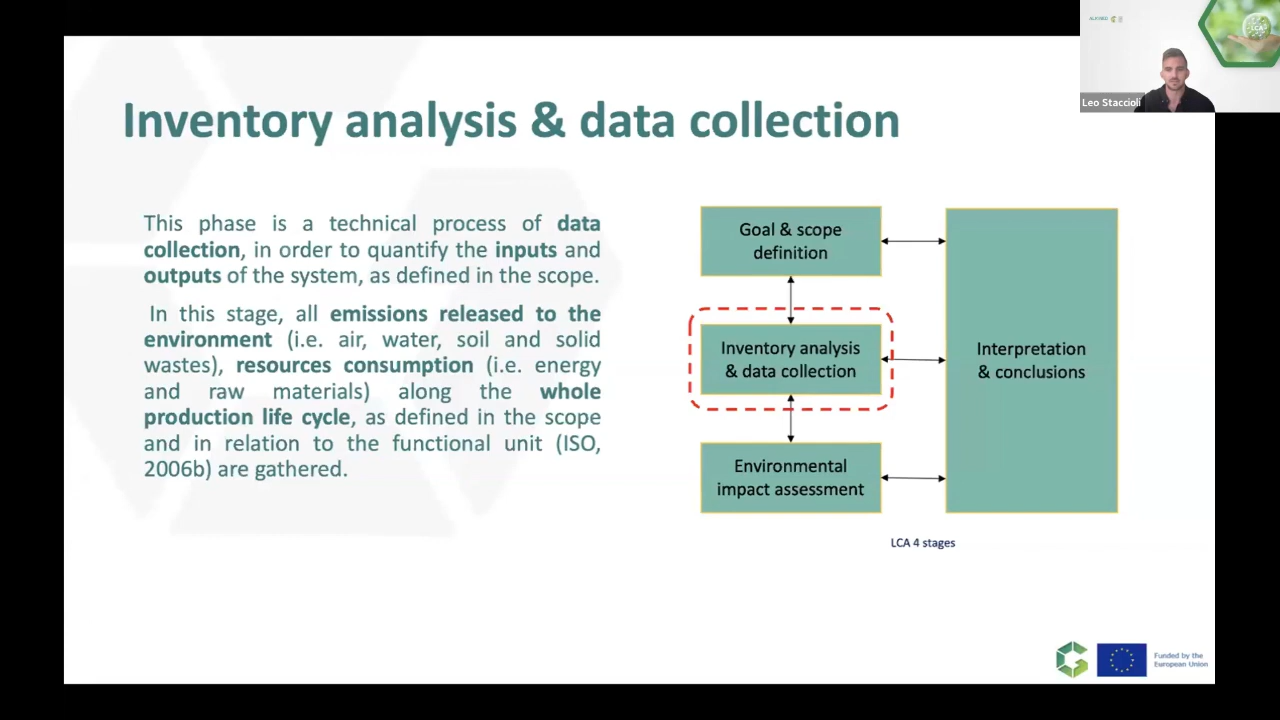 Inventory analysis & data collection
This phase is a technical process of data
collection, in order to quantify the inputs and
outputs of the system, as defined in the scope.
In this stage, all emissions released to the
environment (i.e. air, water, soil and solid
wastes), resources consumption (i.e. energy
and raw materials) along the whole
production life cycle, as defined in the scope
and in relation to the functional unit (ISO,
2006b) are gathered.
Goal & scope
definition
Inventory analysis
& data collection
Environmental
impact assessment
Interpretation
& conclusions
LCA 4 stages
Leo Staccioli
LCA
Funded by the
European Union